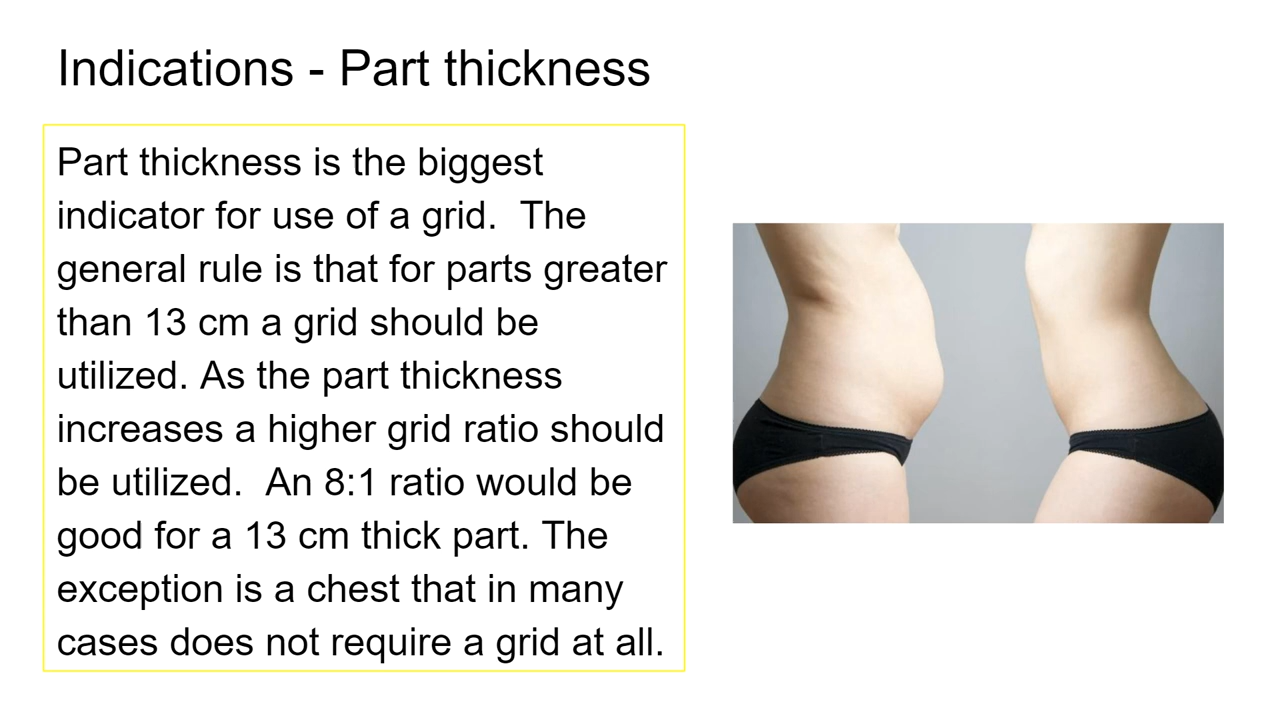 Indications - Part thickness
Part thickness is the biggest
indicator for use of a grid.  The
general rule is that for parts greater
than 13 cm a grid should be
utilized. As the part thickness
increases a higher grid ratio should
be utilized.  An 8:1 ratio would be
good for a 13 cm thick part. The
exception is a chest that in many
cases does not require a grid at all.